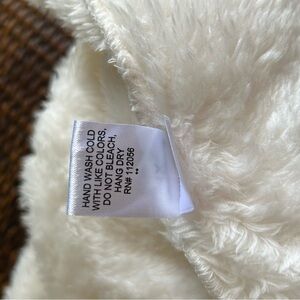 HAND WASH COLD
WITH LIKE COLORS,
DO NOT BLEACH,
HANG DRY
RN# 112056
**